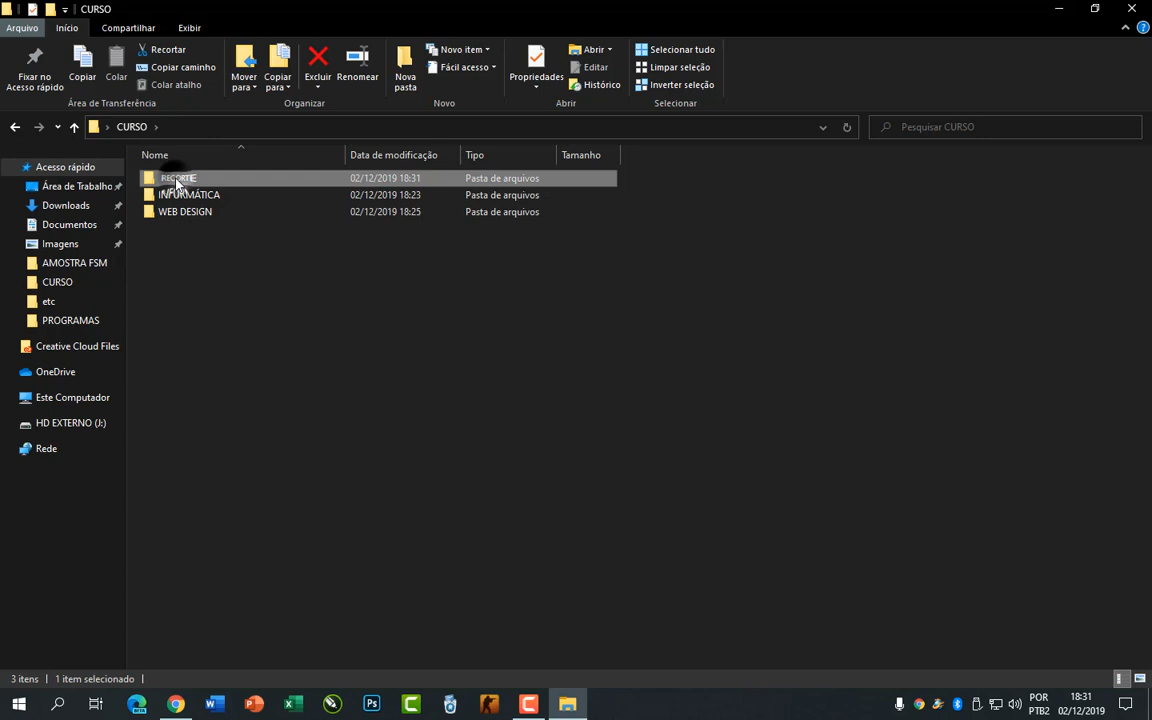 CURSO
Arquivo Início Compartilhar Exibir
Fixar no Acesso rápido
Copiar
Colar
Recortar
Copiar caminho
Colar atalho
Área de Transferência
Mover para
Copiar para
Excluir
Renomear
Organizar
Nova pasta
Novo item
Fácil acesso
Novo
Propriedades
Abrir
Editar
Histórico
Abrir
Selecionar tudo
Limpar seleção
Inverter seleção
Selecionar
CURSO
Pesquisar CURSO
Nome Data de modificação Tipo Tamanho
02/12/2019 18:31 Pasta de arquivos
INFORMÁTICA 02/12/2019 18:23 Pasta de arquivos
WEB DESIGN 02/12/2019 18:25 Pasta de arquivos
Acesso rápido
Área de Trabalho
Downloads
Documentos
Imagens
AMOSTRA FSM
CURSO
etc
PROGRAMAS
Creative Cloud Files
OneDrive
Este Computador
HD EXTERNO (J:)
Rede
3 itens 1 item selecionado
POR
PTB2
18:31
02/12/2019